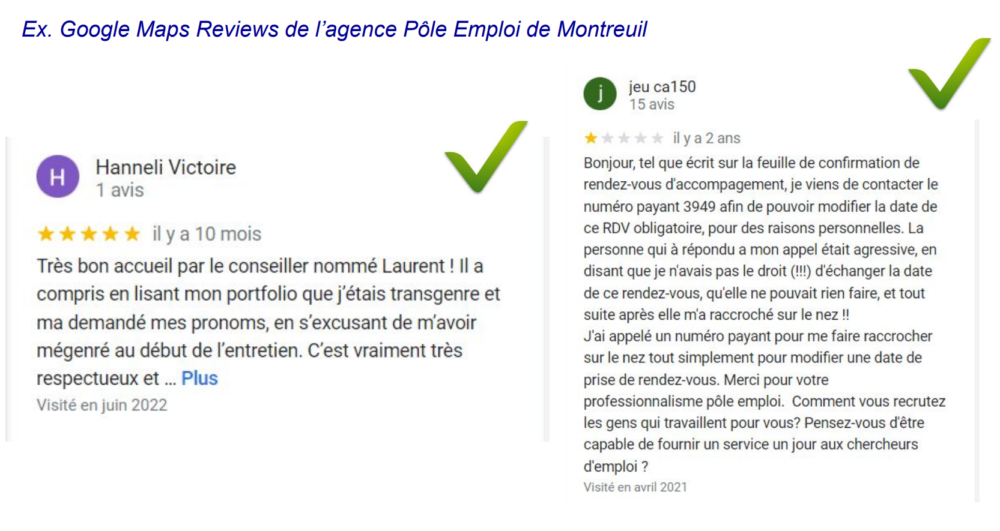 Ex. Google Maps Reviews de l’agence Pôle Emploi de Montreuil
H
Hanneli Victoire
1 avis
il y a 10 mois
Très bon accueil par le conseiller nommé Laurent ! Il a
compris en lisant mon portfolio que j’étais transgenre et
ma demandé mes pronoms, en s’excusant de m’avoir
mégenré au début de l’entretien. C’est vraiment très
respectueux et ... Plus
Visité en juin 2022
j
jeu ca150
15 avis
il y a 2 ans
Bonjour, tel que écrit sur la feuille de confirmation de
rendez-vous d'accompagement, je viens de contacter le
numéro payant 3949 afin de pouvoir modifier la date de
ce RDV obligatoire, pour des raisons personnelles. La
personne qui à répondu a mon appel était agressive, en
disant que je n'avais pas le droit (!!!) d'échanger la date
de ce rendez-vous, qu'elle ne pouvait rien faire, et tout
suite après elle m'a raccroché sur le nez !!
J'ai appelé un numéro payant pour me faire raccrocher
sur le nez tout simplement pour modifier une date de
prise de rendez-vous. Merci pour votre
professionnalisme pôle emploi.  Comment vous recrutez
les gens qui travaillent pour vous? Pensez-vous d'être
capable de fournir un service un jour aux chercheurs
d'emploi ?
Visité en avril 2021